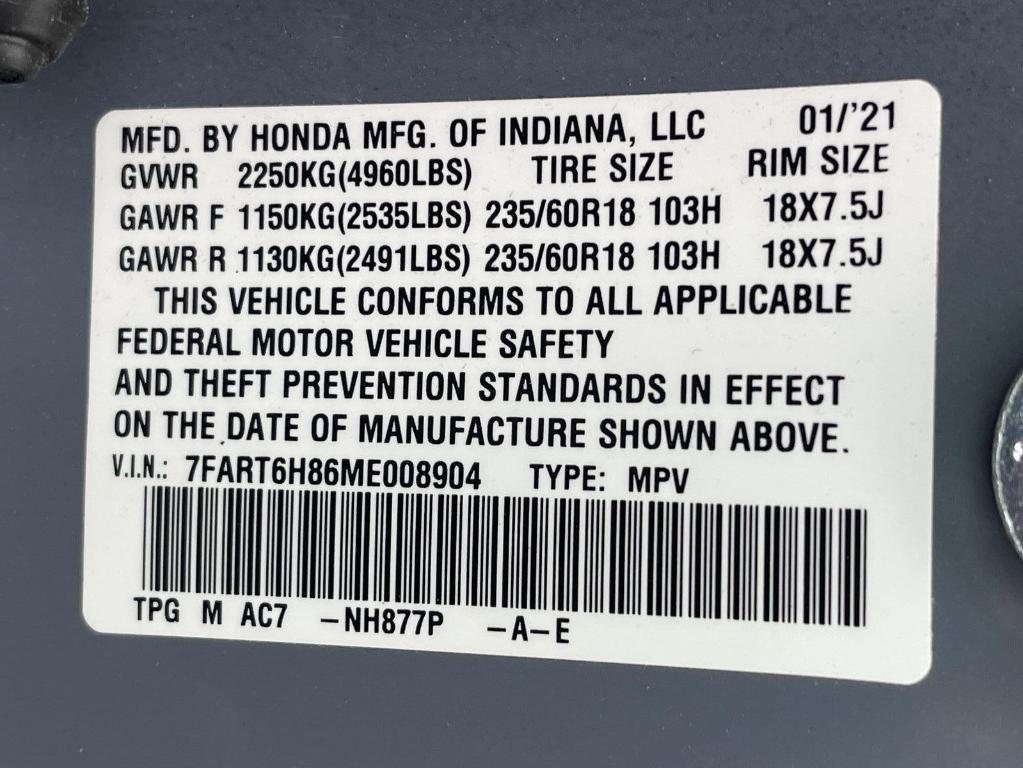 MFD. BY HONDA MFG. OF INDIANA, LLC 01/'21
GVWR 2250KG(4960LBS) TIRE SIZE RIM SIZE
GAWR F 1150KG(2535LBS) 235/60R18 103H 18X7.5J
GAWR R 1130KG(2491LBS) 235/60R18 103H 18X7.5J
THIS VEHICLE CONFORMS TO ALL APPLICABLE
FEDERAL MOTOR VEHICLE SAFETY
AND THEFT PREVENTION STANDARDS IN EFFECT
ON THE DATE OF MANUFACTURE SHOWN ABOVE.
V.I.N.: 7FART6H86ME008904 TYPE: MPV
TPG M AC7 -NH877P -A-E